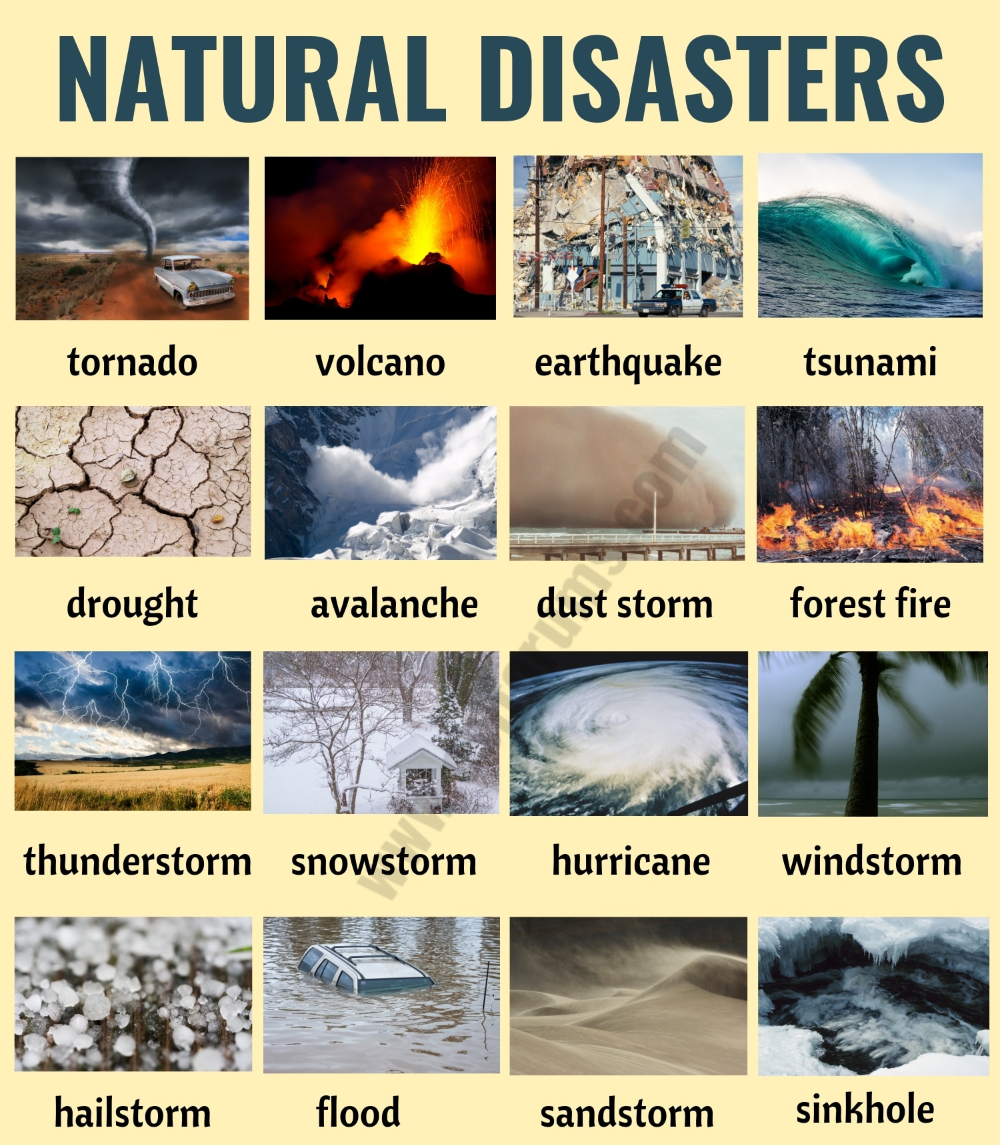 NATURAL DISASTERS
tornado
volcano
earthquake
tsunami
drought
avalanche
dust storm
forest fire
thunderstorm
snowstorm
hurricane
windstorm
hailstorm
flood
sandstorm
sinkhole